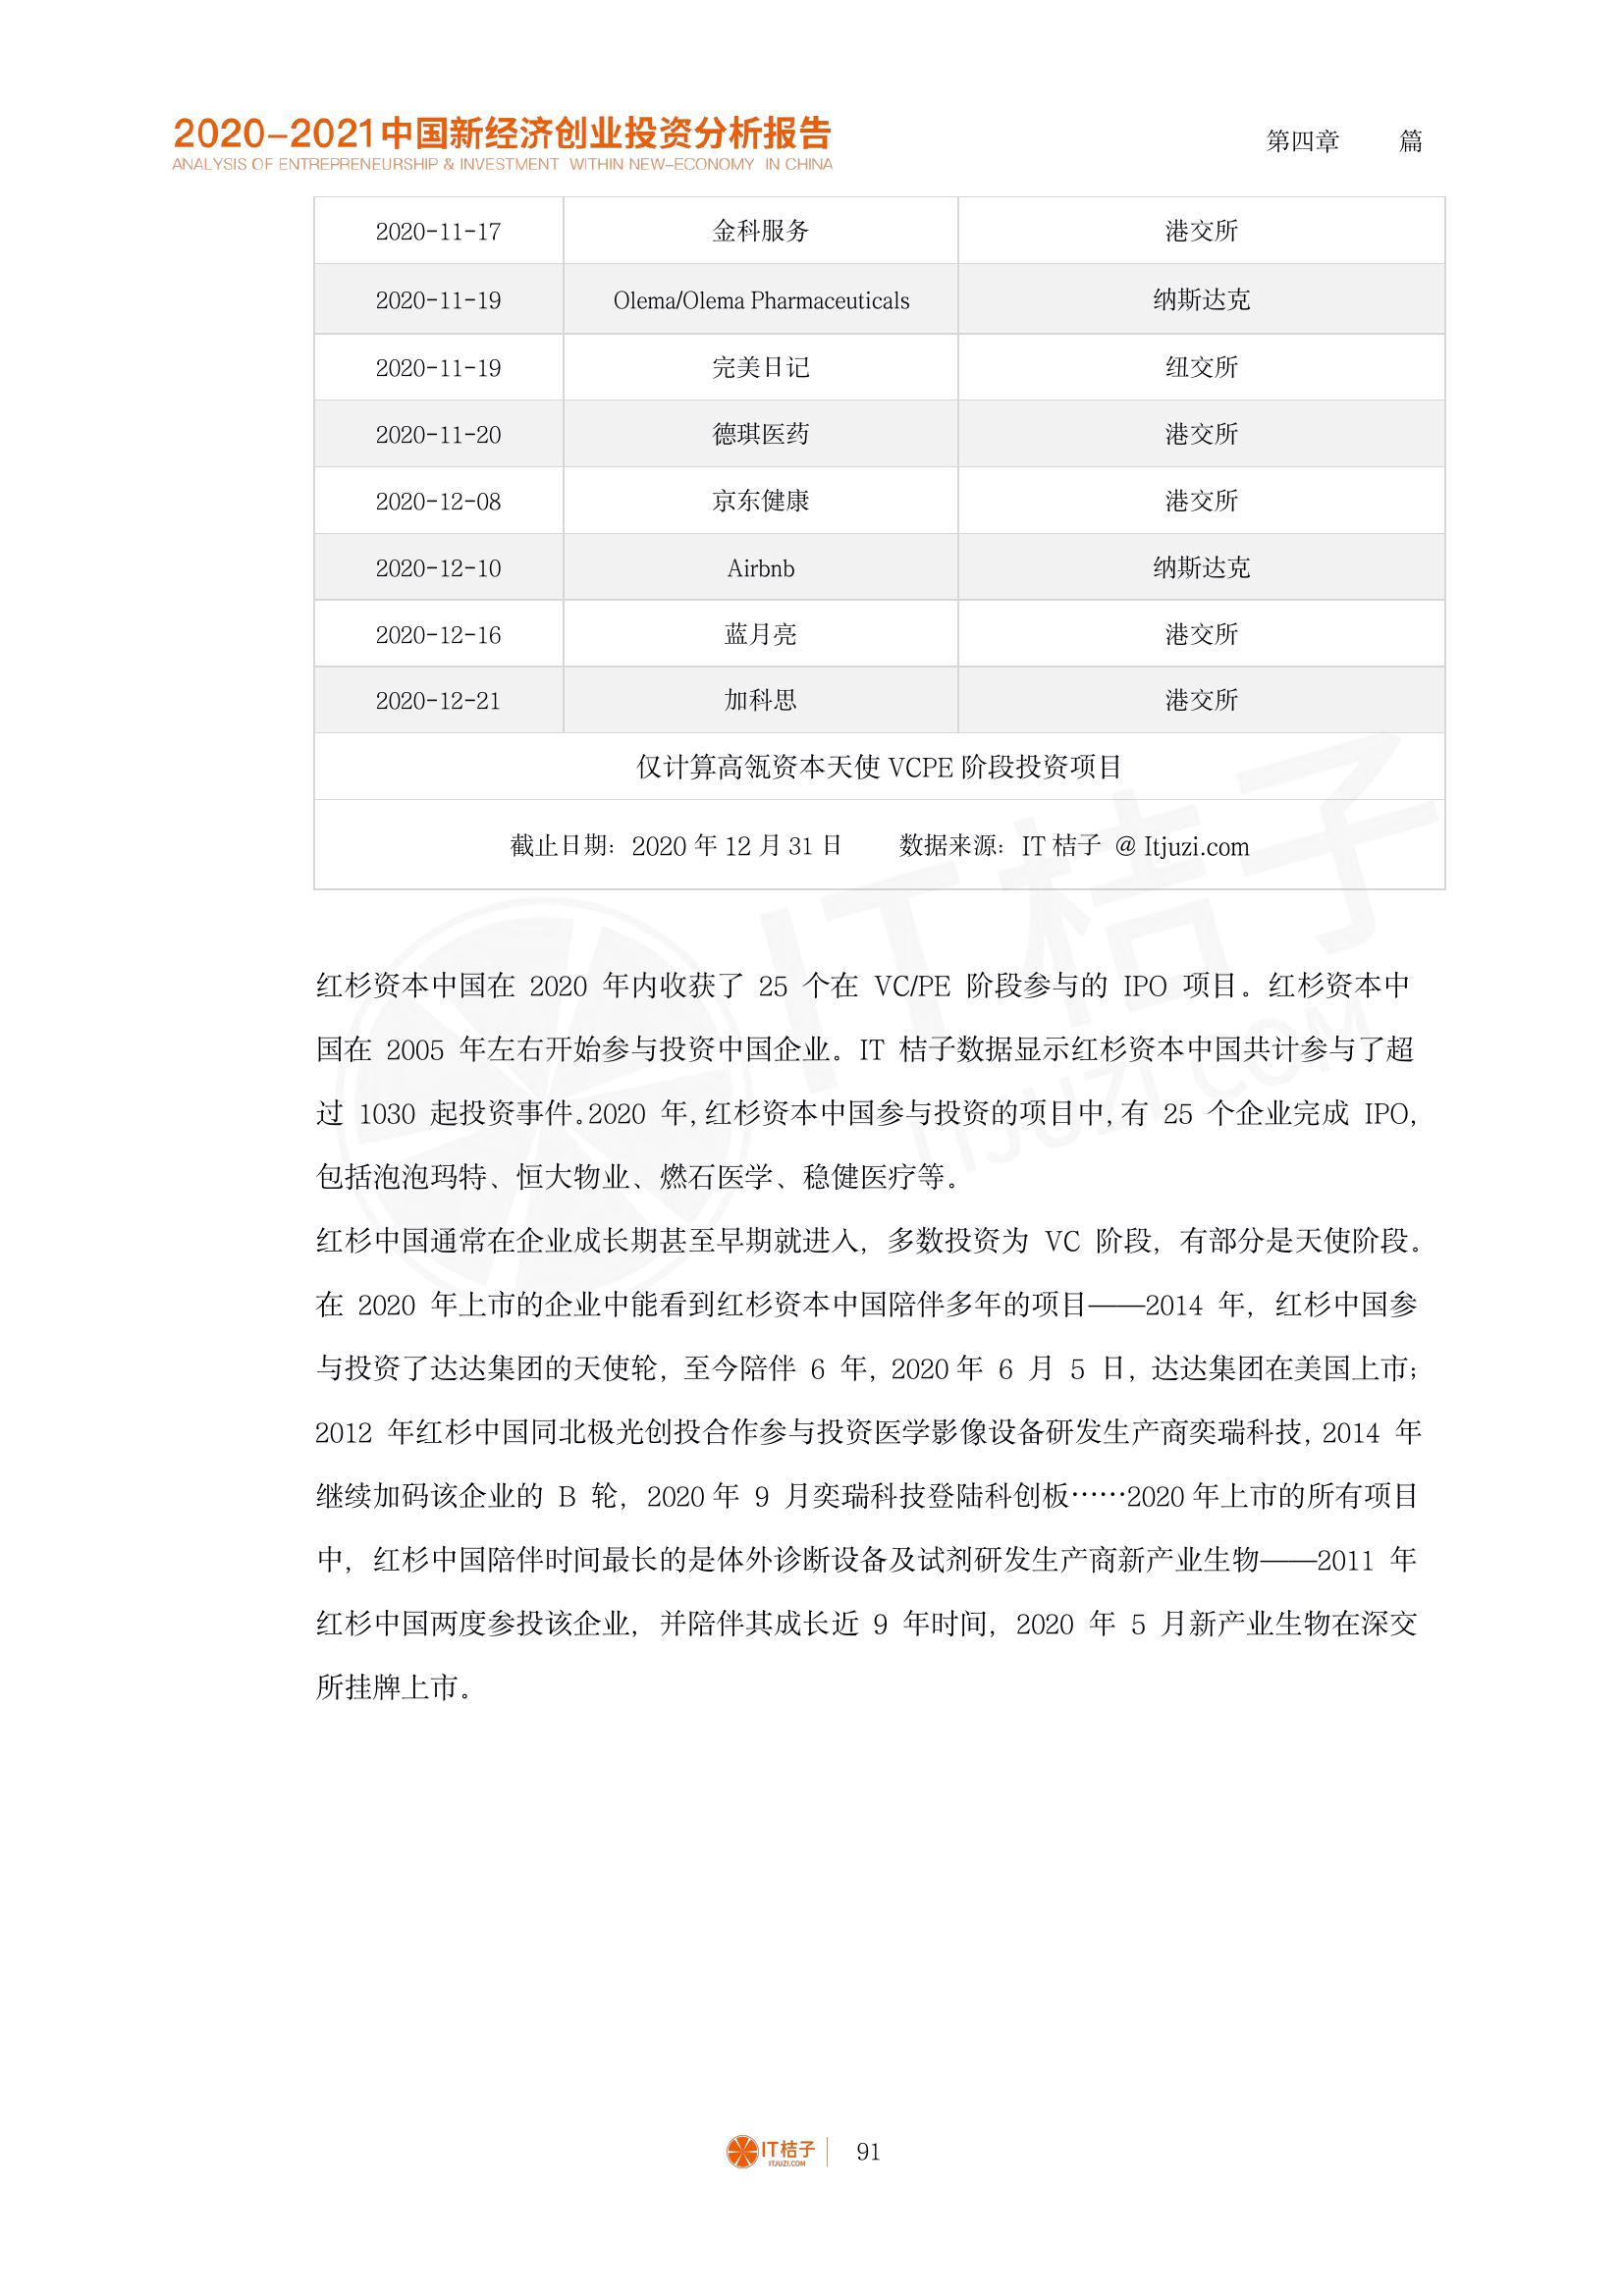 2020-2021中国新经济创业投资分析报告
ANALYSIS OF ENTREPRENEURSHIP & INVESTMENT WITHIN NEW-ECONOMY IN CHINA
第四章 篇
2020-11-17 金科服务 港交所
2020-11-19 Olema/Olema Pharmaceuticals 纳斯达克
2020-11-19 完美日记 纽交所
2020-11-20 德琪医药 港交所
2020-12-08 京东健康 港交所
2020-12-10 Airbnb 纳斯达克
2020-12-16 蓝月亮 港交所
2020-12-21 加科思 港交所
仅计算高瓴资本天使 VCPE 阶段投资项目
截止日期：2020 年 12 月 31 日 数据来源：IT 桔子 @ Itjuzi.com
红杉资本中国在 2020 年内收获了 25 个在 VC/PE 阶段参与的 IPO 项目。红杉资本中
国在 2005 年左右开始参与投资中国企业。IT 桔子数据显示红杉资本中国共计参与了超
过 1030 起投资事件。2020 年，红杉资本中国参与投资的项目中，有 25 个企业完成 IPO，
包括泡泡玛特、恒大物业、燃石医学、稳健医疗等。
红杉中国通常在企业成长期甚至早期就进入，多数投资为 VC 阶段，有部分是天使阶段。
在 2020 年上市的企业中能看到红杉资本中国陪伴多年的项目——2014 年，红杉中国参
与投资了达达集团的天使轮，至今陪伴 6 年，2020 年 6 月 5 日，达达集团在美国上市；
2012 年红杉中国同北极光创投合作参与投资医学影像设备研发生产商奕瑞科技，2014 年
继续加码该企业的 B 轮，2020 年 9 月奕瑞科技登陆科创板……2020 年上市的所有项目
中，红杉中国陪伴时间最长的是体外诊断设备及试剂研发生产商新产业生物——2011 年
红杉中国两度参投该企业，并陪伴其成长近 9 年时间，2020 年 5 月新产业生物在深交
所挂牌上市。
IT桔子
ITJUZI.COM
IT桔子
ITJUZI.COM
91